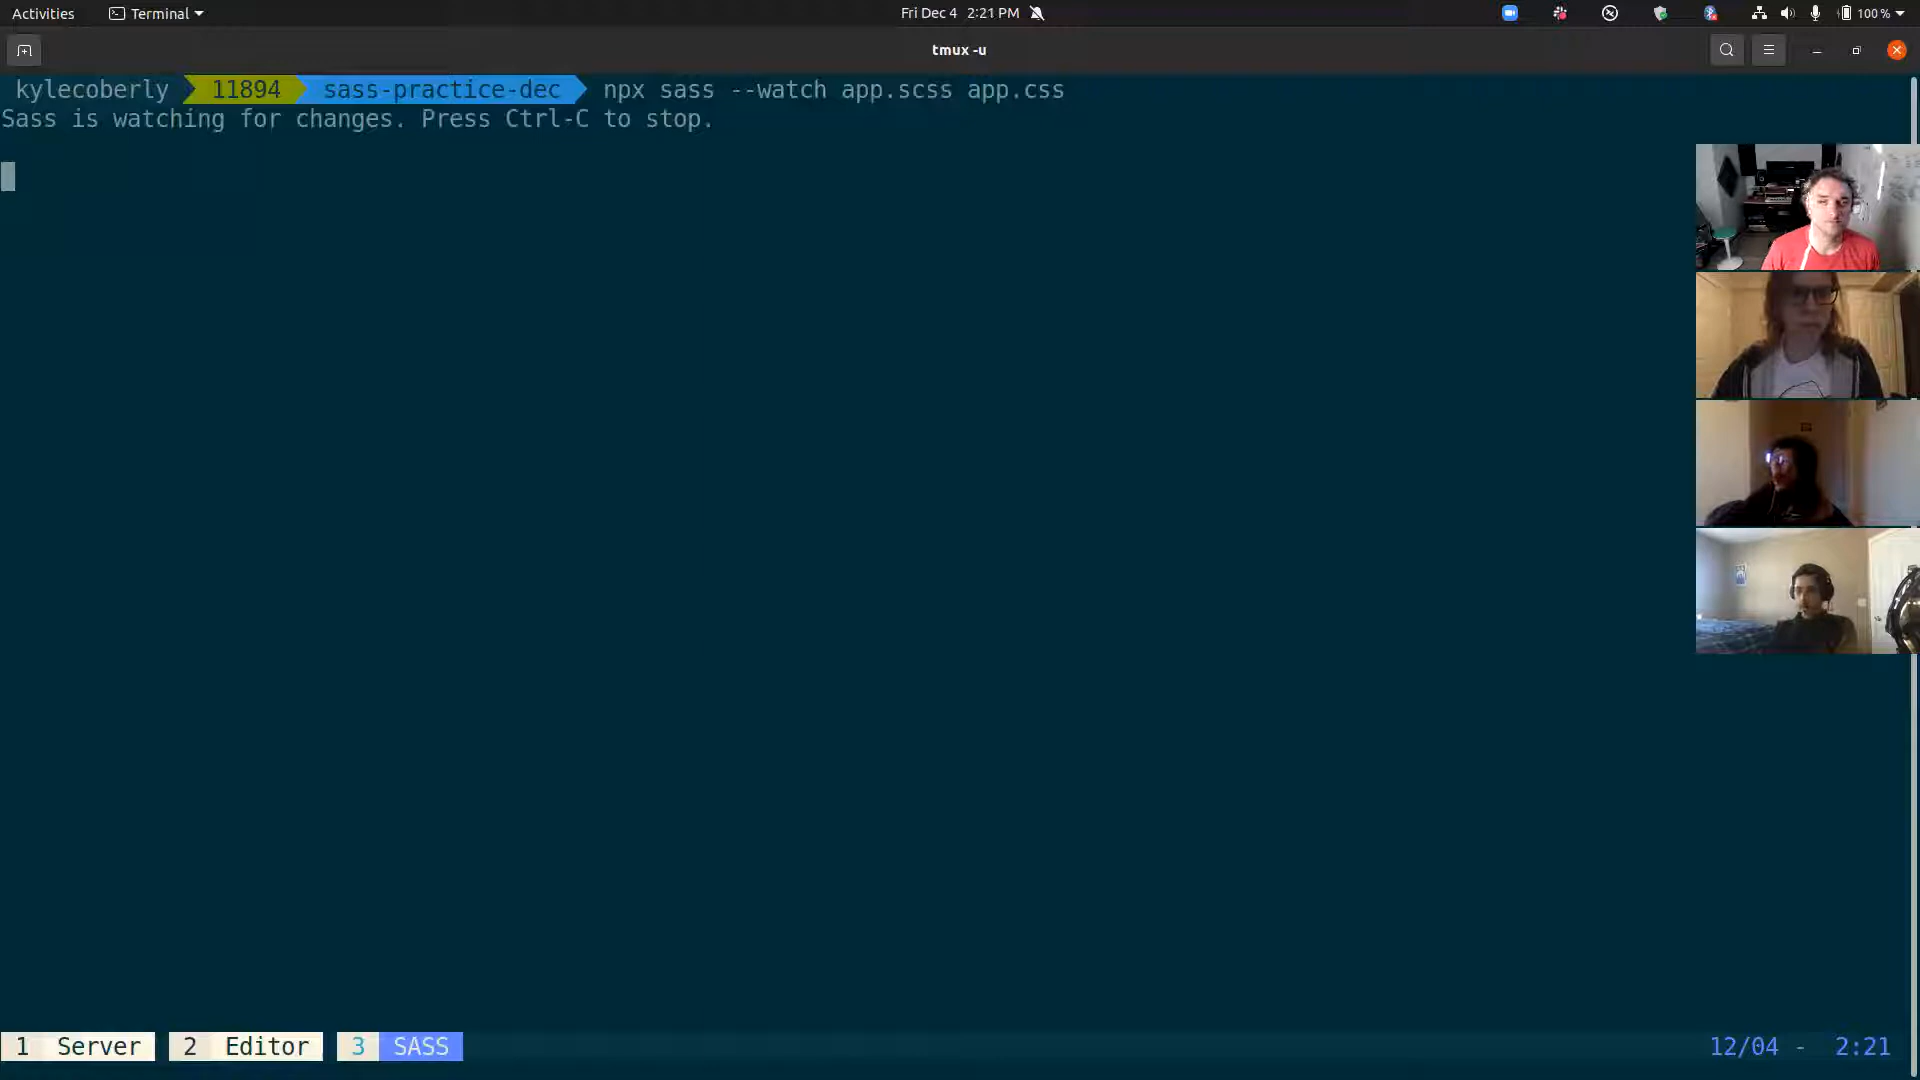 Activities Terminal Fri Dec 4 2:21 PM 100 %
tmux -u
kylecoberly 11894 sass-practice-dec npx sass --watch app.scss app.css
Sass is watching for changes. Press Ctrl-C to stop.
1 Server 2 Editor 3 SASS 12/04 - 2:21